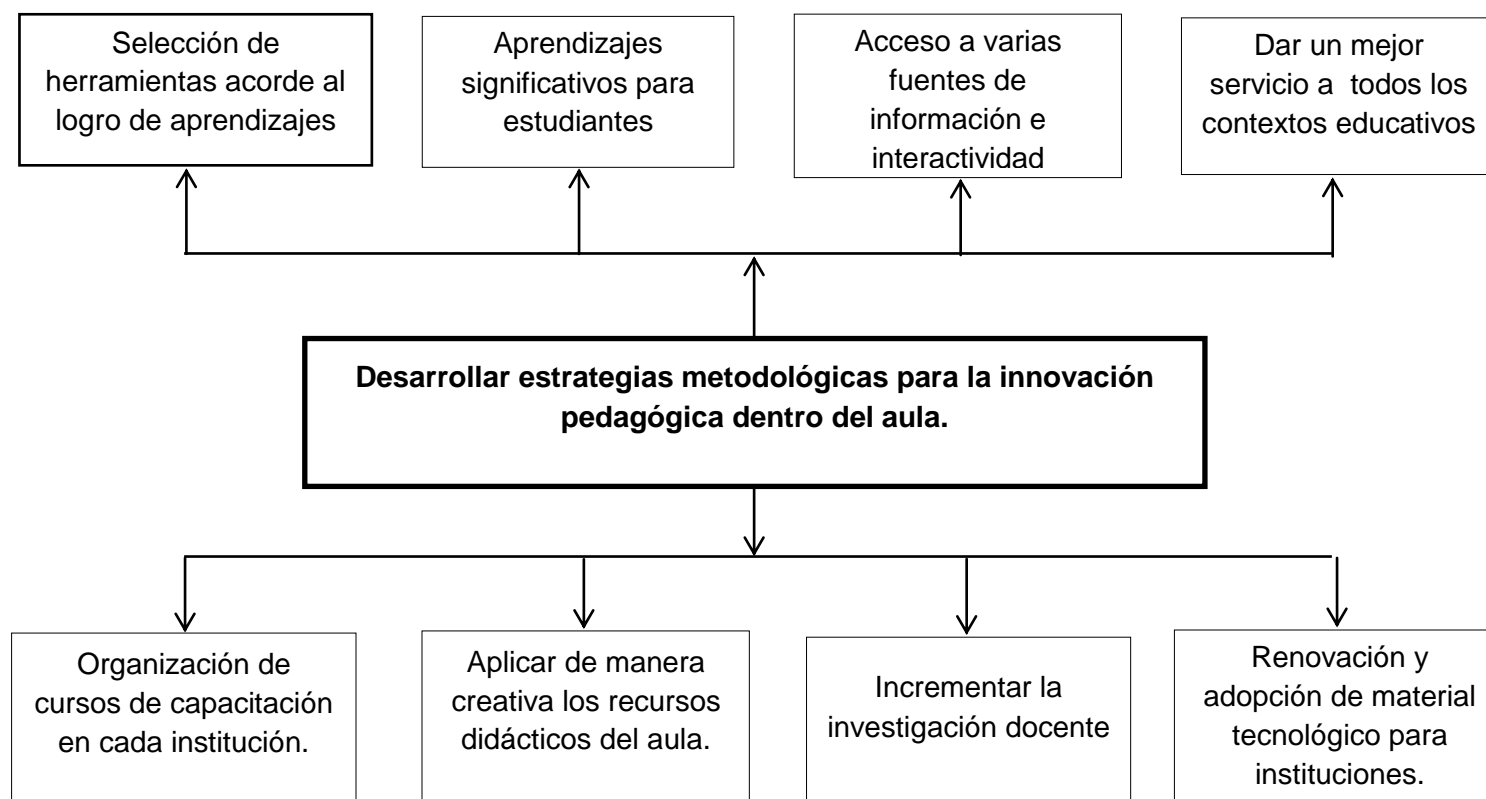 Selección de
herramientas acorde al
logro de aprendizajes
Aprendizajes
significativos para
estudiantes
Acceso a varias
fuentes de
información e
interactividad
Dar un mejor
servicio a  todos los
contextos educativos
Desarrollar estrategias metodológicas para la innovación
pedagógica dentro del aula.
Organización de
cursos de capacitación
en cada institución.
Aplicar de manera
creativa los recursos
didácticos del aula.
Incrementar la
investigación docente
Renovación y
adopción de material
tecnológico para
instituciones.